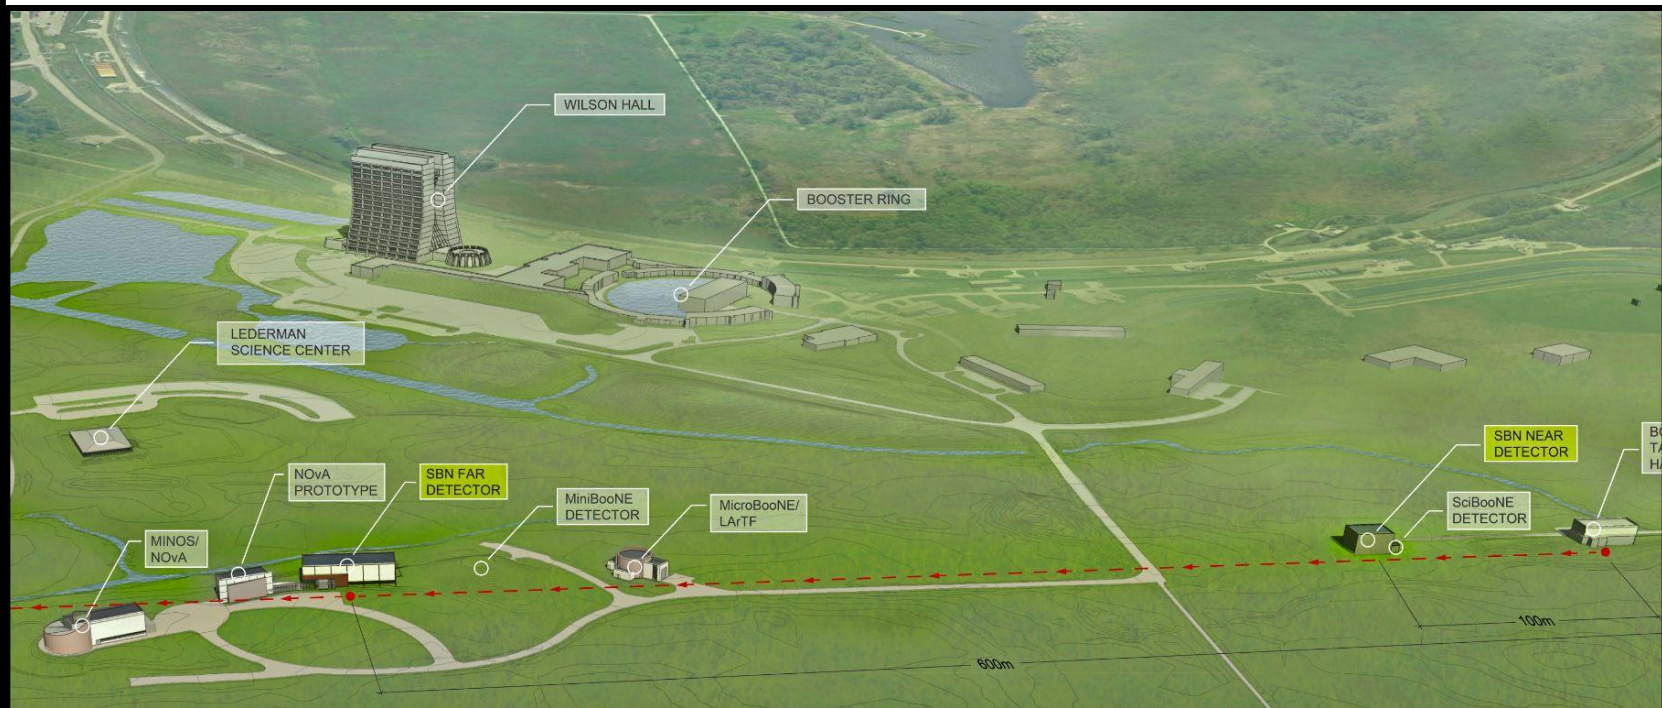 WILSON HALL
BOOSTER RING
LEDERMAN
SCIENCE CENTER
SBN NEAR
DETECTOR
NOvA
PROTOTYPE
SBN FAR
DETECTOR
MiniBooNE
DETECTOR
MicroBooNE/
LArTF
SciBooNE
DETECTOR
MINOS/
NOvA
100m
600m